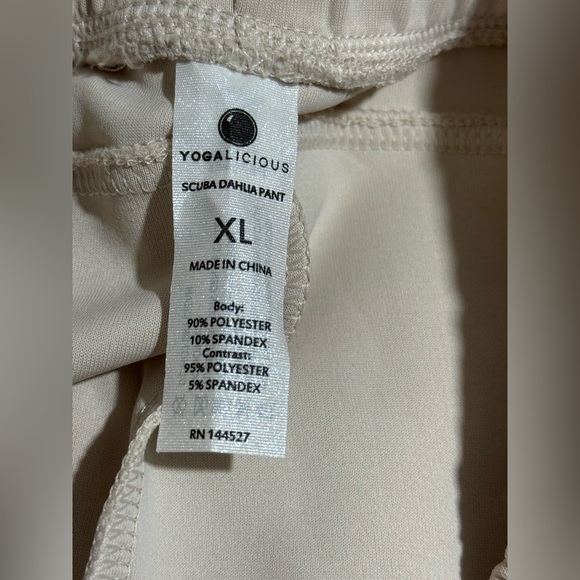 YOGALICIOUS
SCUBA DAHLIA PANT
XL
MADE IN CHINA
Body:
90% POLYESTER
10% SPANDEX
Contrast:
95% POLYESTER
5% SPANDEX
RN 144527